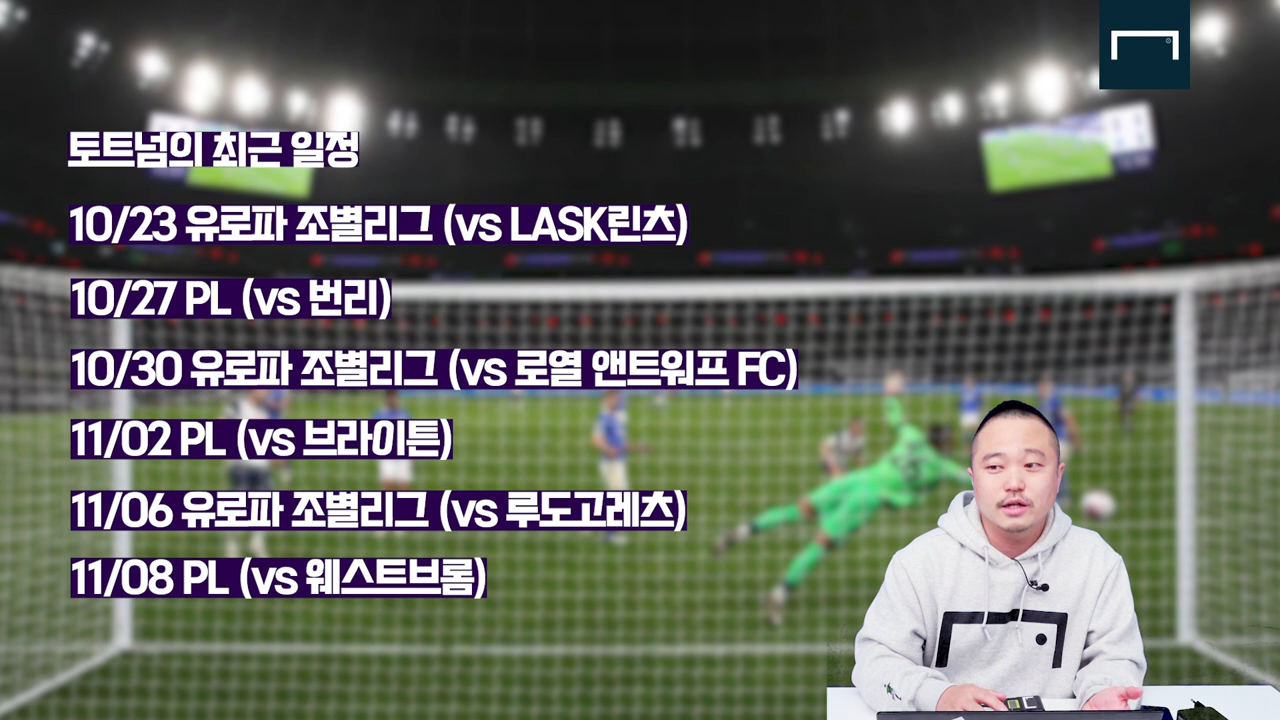 토트넘의 최근 일정
10/23 유로파 조별리그 (vs LASK린츠)
10/27 PL (vs 번리)
10/30 유로파 조별리그 (vs 로열 앤트워프 FC)
11/02 PL (vs 브라이튼)
11/06 유로파 조별리그 (vs 루도고레츠)
11/08 PL (vs 웨스트브롬)